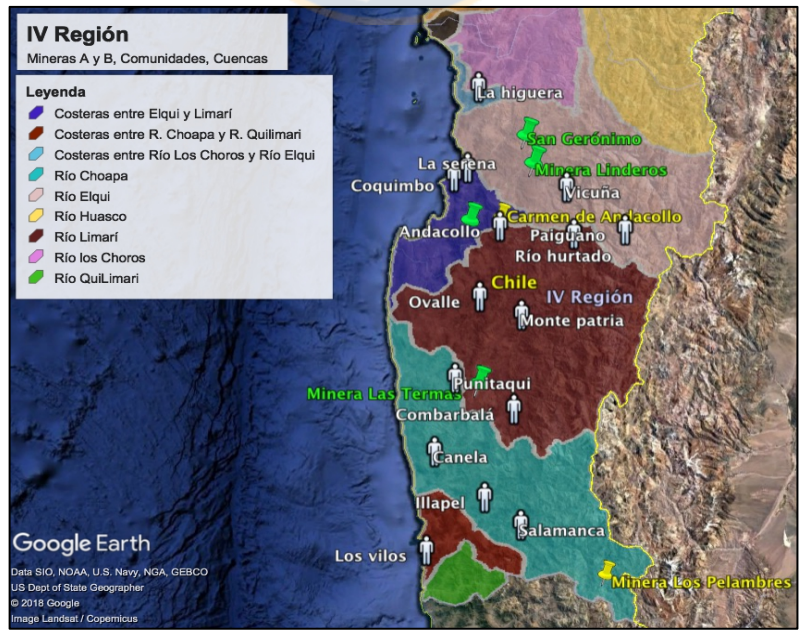 IV Región
Mineras A y B, Comunidades, Cuencas
Leyenda
Costeras entre Elqui y Limarí
Costeras entre R. Choapa y R. Quilimari
Costeras entre Río Los Choros y Río Elqui
Río Choapa
Río Elqui
Río Huasco
Río Limarí
Río los Choros
Río QuiLimari
La higuera
San Gerónimo
La serena
Minera Linderos
Coquimbo
Vicuña
Carmen de Andacollo
Andacollo
Paiguano
Río hurtado
Chile
Ovalle
IV Región
Monte patria
Punitaqui
Minera Las Termas
Combarbalá
Canela
Illapel
Salamanca
Los vilos
Minera Los Pelambres
Google Earth
Data SIO, NOAA, U.S. Navy, NGA, GEBCO
US Dept of State Geographer
© 2018 Google
Image Landsat / Copernicus